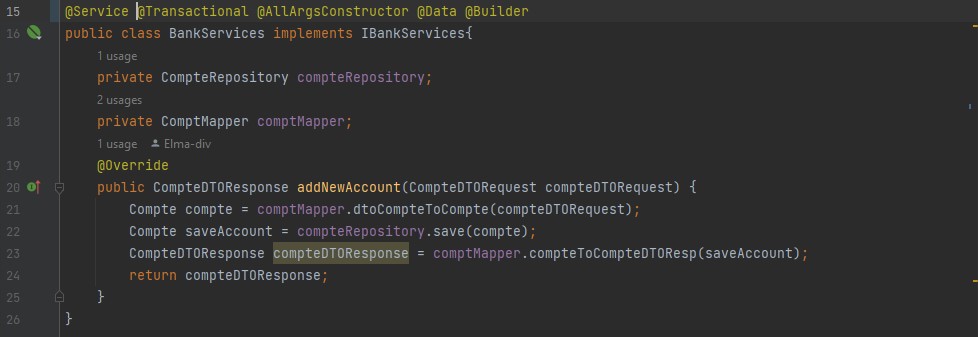 15 @Service @Transactional @AllArgsConstructor @Data @Builder
16 public class BankServices implements IBankServices{
1 usage
17 private CompteRepository compteRepository;
2 usages
18 private ComptMapper comptMapper;
1 usage Elma-div
19 @Override
20 public CompteDTOResponse addNewAccount(CompteDTORequest compteDTORequest) {
21 Compte compte = comptMapper.dtoCompteToCompte(compteDTORequest);
22 Compte saveAccount = compteRepository.save(compte);
23 CompteDTOResponse compteDTOResponse = comptMapper.compteToCompteDTOResp(saveAccount);
24 return compteDTOResponse;
25 }
26 }